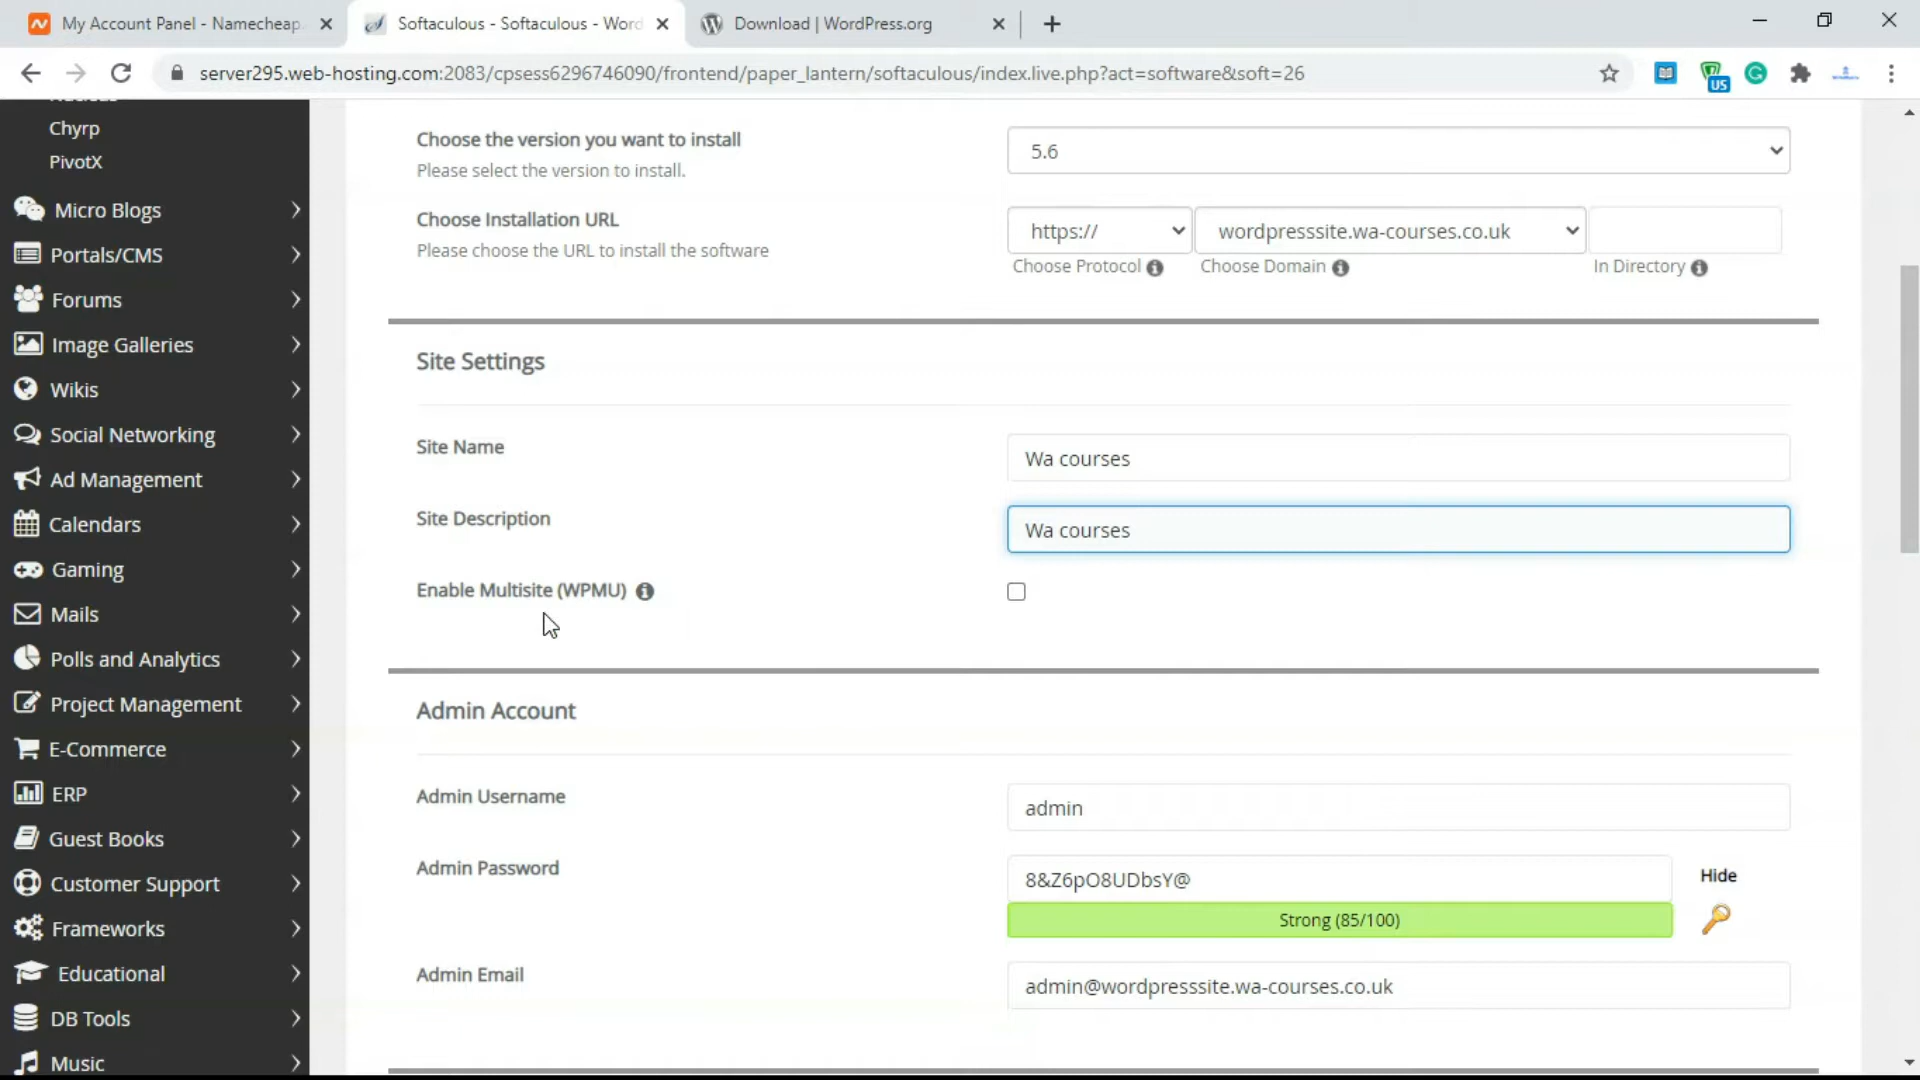 My Account Panel - Namecheap.
Softaculous - Softaculous - Word
Download | WordPress.org
server295.web-hosting.com:2083/cpsess6296746090/frontend/paper_lantern/softaculous/index.live.php?act=software&soft=26
US
Nucleus
Chyrp
PivotX
Micro Blogs
Portals/CMS
Forums
Image Galleries
Wikis
Social Networking
Ad Management
Calendars
Gaming
Mails
Polls and Analytics
Project Management
E-Commerce
ERP
Guest Books
Customer Support
Frameworks
Educational
DB Tools
Music
Choose the version you want to install
Please select the version to install.
5.6
Choose Installation URL
Please choose the URL to install the software
https://
wordpresssite.wa-courses.co.uk
Choose Protocol
Choose Domain
In Directory
Site Settings
Site Name
Wa courses
Site Description
Wa courses
Enable Multisite (WPMU)
Admin Account
Admin Username
admin
Admin Password
8&Z6pO8UDbsY@
Hide
Strong (85/100)
Admin Email
admin@wordpresssite.wa-courses.co.uk